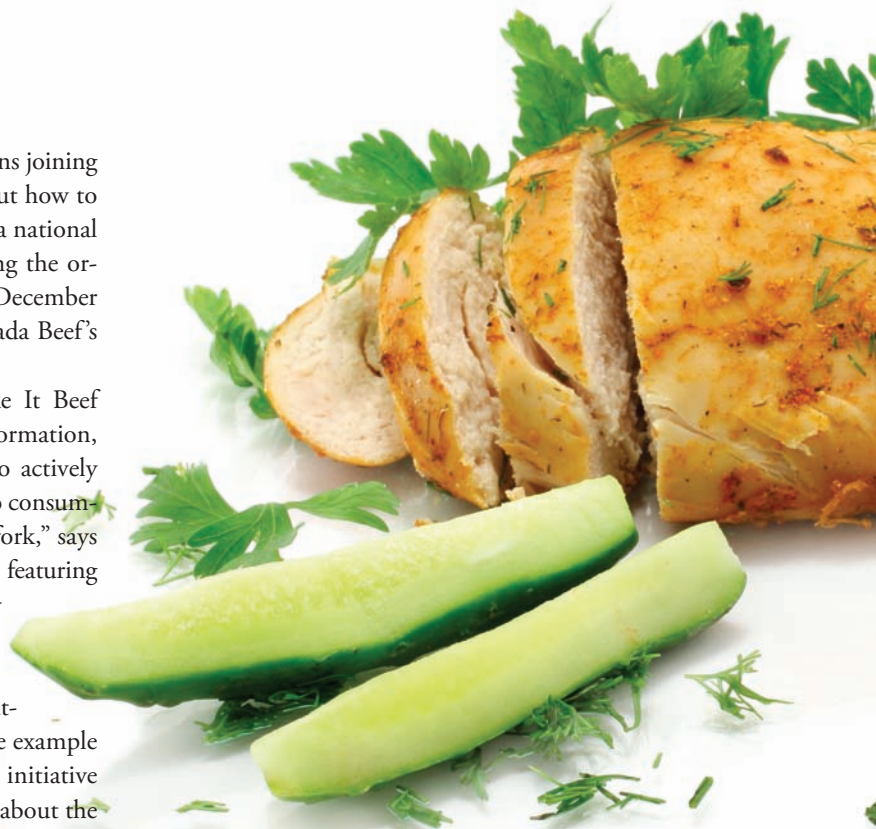 ns joining
ut how to
a national
ng the or-
December
ada Beef's
e It Beef
ormation,
o actively
o consum-
fork,” says
featuring
t-
e example
initiative
about the